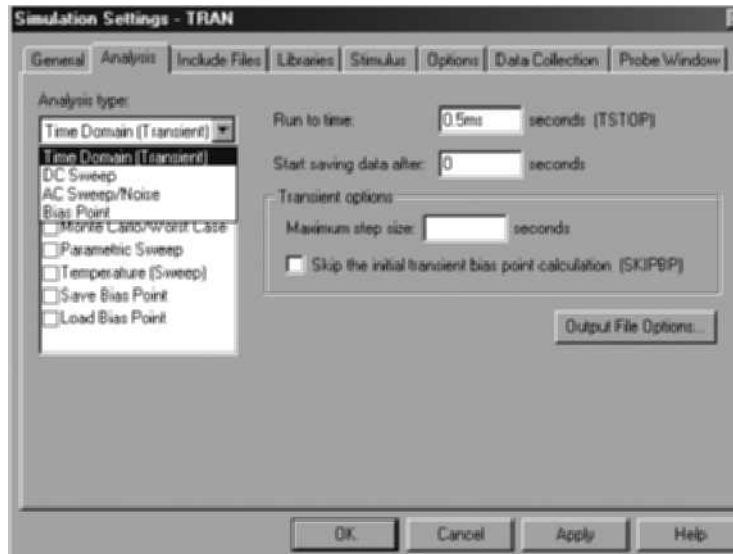 Simulation Settings - TRAN
General Analysis Include Files Libraries Stimulus Options Data Collection Probe Window
Analysis type:
Time Domain (Transient)
Time Domain (Transient)
DC Sweep
AC Sweep/Noise
Bias Point
Monte Carlo/Worst Case
Parametric Sweep
Temperature (Sweep)
Save Bias Point
Load Bias Point
Run to time: 0.5ms seconds (TSTOP)
Start saving data after: 0 seconds
Transient options
Maximum step size: seconds
Skip the initial transient bias point calculation (SKIPBP)
Output File Options...
OK Cancel Apply Help